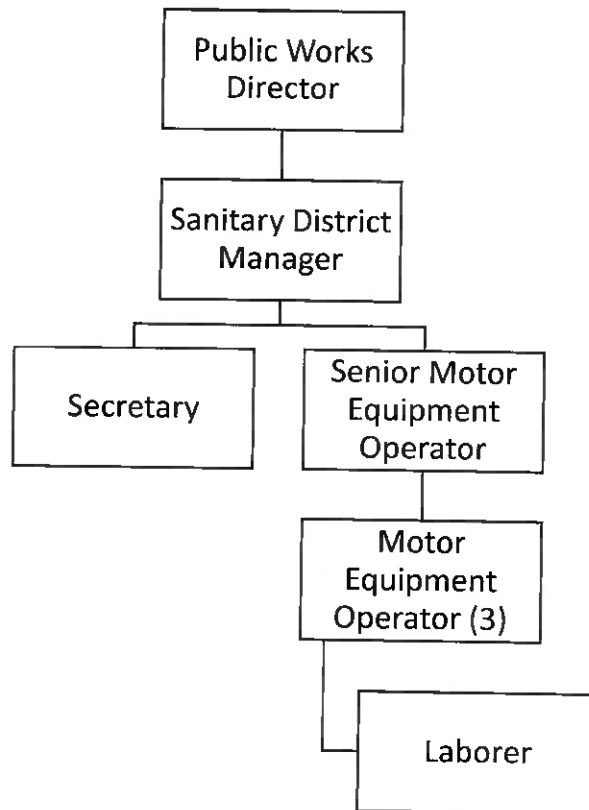 Public Works
Director
Sanitary District
Manager
Secretary
Senior Motor
Equipment
Operator
Motor
Equipment
Operator (3)
Laborer